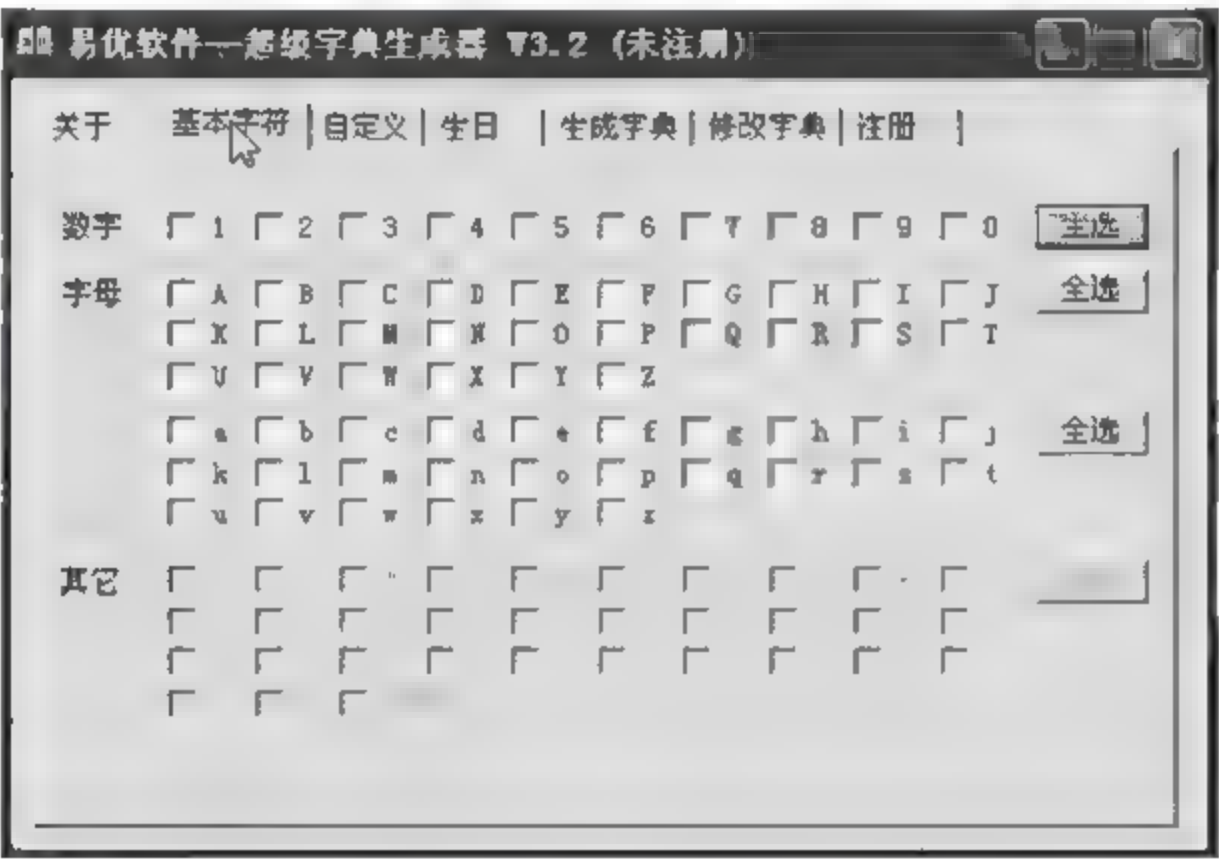 易优软件—超级字典生成器 V3.2 (未注册)
关于 基本字符 自定义 生日 生成字典 修改字典 注册
数字 1 2 3 4 5 6 7 8 9 0 全选
字母 A B C D E F G H I J 全选
K L M N O P Q R S T
U V W X Y Z
a b c d e f g h i j 全选
k l m n o p q r s t
u v w x y z
其它